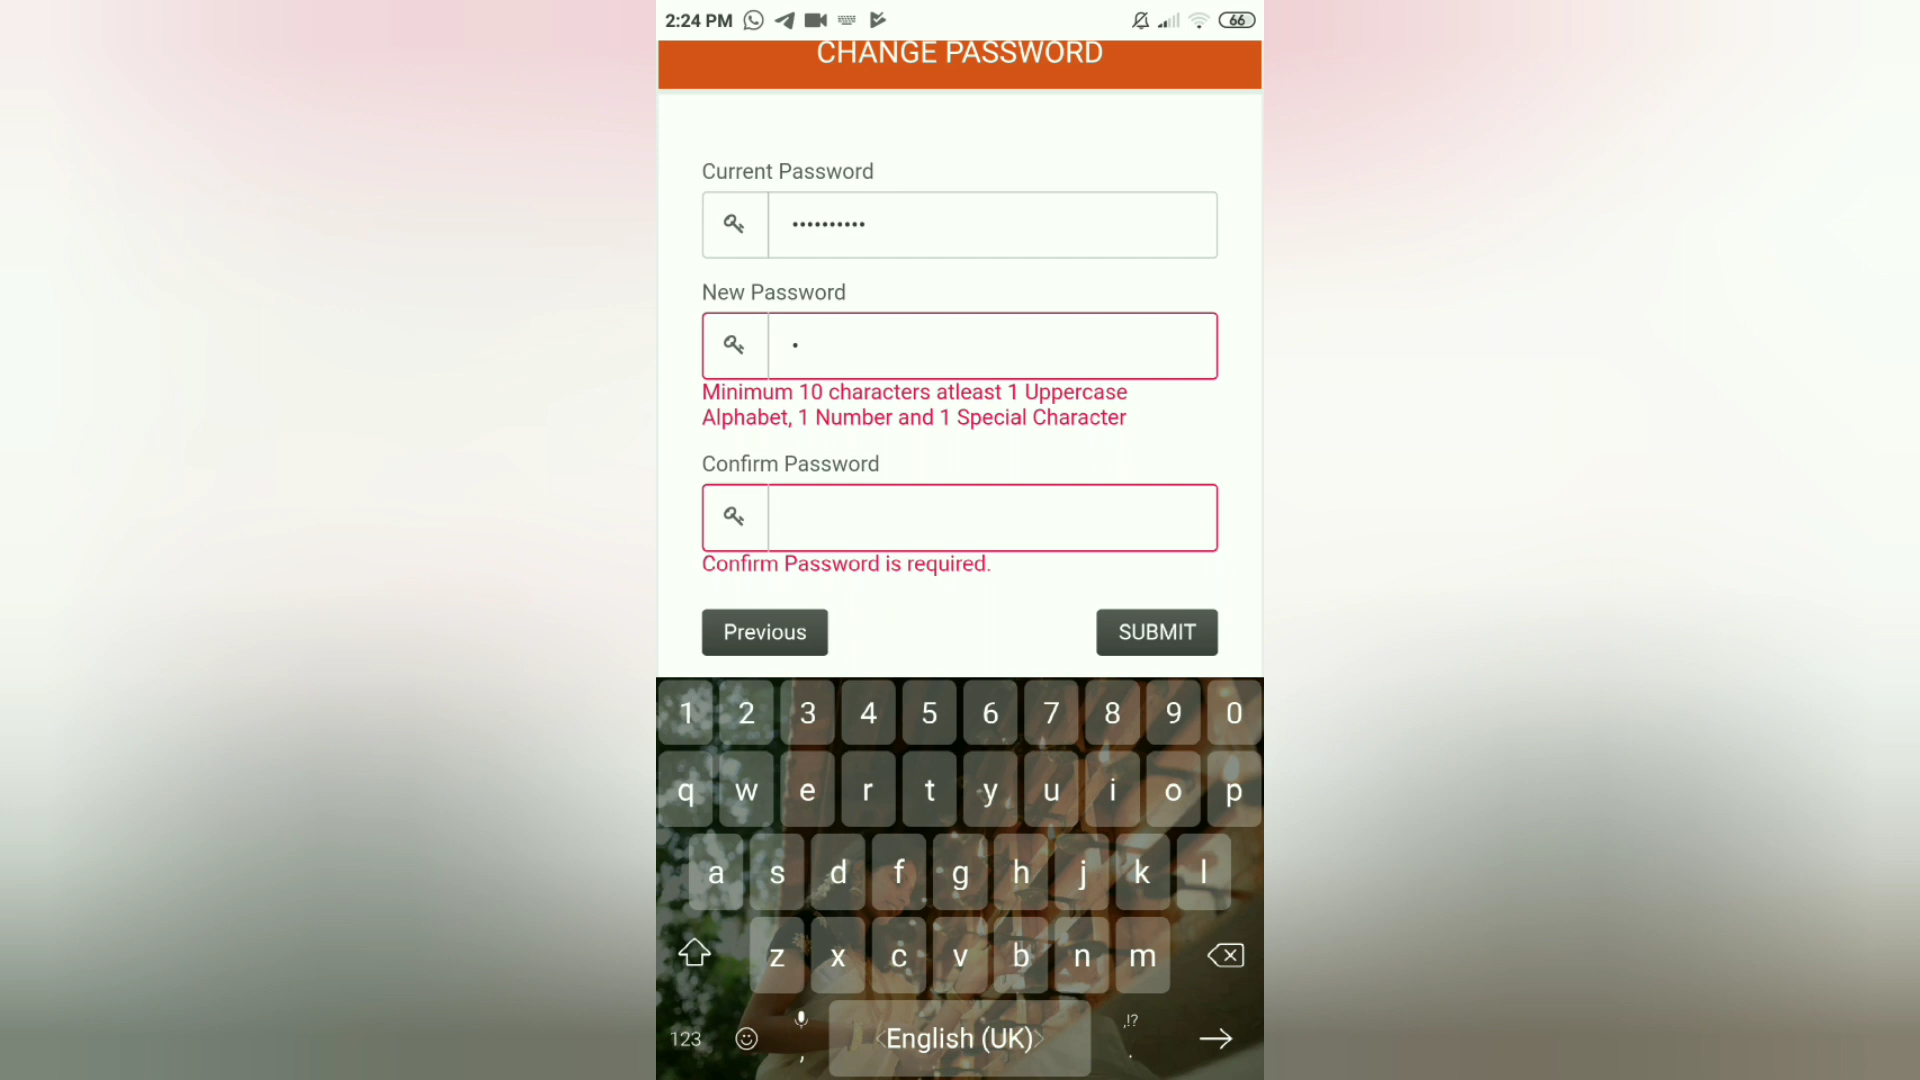 2:24 PM 66
CHANGE PASSWORD
Current Password
••••••••••
New Password
•
Minimum 10 characters atleast 1 Uppercase
Alphabet, 1 Number and 1 Special Character
Confirm Password
Confirm Password is required.
Previous SUBMIT
1 2 3 4 5 6 7 8 9 0
q w e r t y u i o p
a s d f g h j k l
z x c v b n m
123 , English (UK) ,!? .